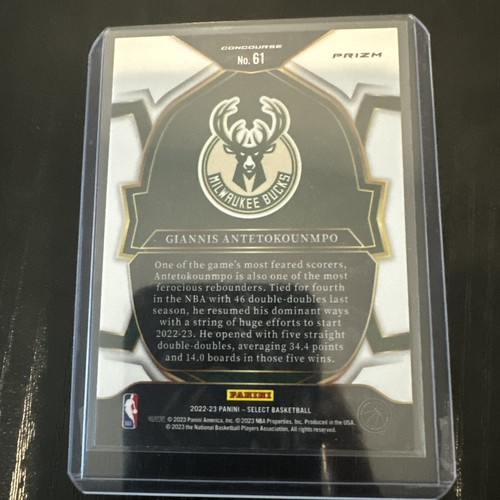 CONCOURSE
No. 61
PRIZM
MILWAUKEE BUCKS
GIANNIS ANTETOKOUNMPO
One of the game's most feared scorers,
Antetokounmpo is also one of the most
ferocious rebounders. Tied for fourth
in the NBA with 46 double-doubles last
season, he resumed his dominant ways
with a string of huge efforts to start
2022-23. He opened with five straight
double-doubles, averaging 34.4 points
and 14.0 boards in those five wins.
PANINI
2022-23 PANINI – SELECT BASKETBALL
© 2023 Panini America, Inc. © 2023 NBA Properties, Inc. Produced in the USA.
© 2023 the National Basketball Players Association. All rights reserved.